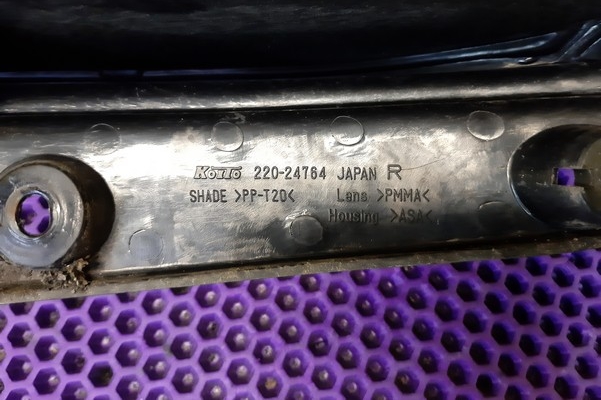 KOITO 220-24764 JAPAN R
SHADE >PP-T20< Lens >PMMA<
Housing >ASA<